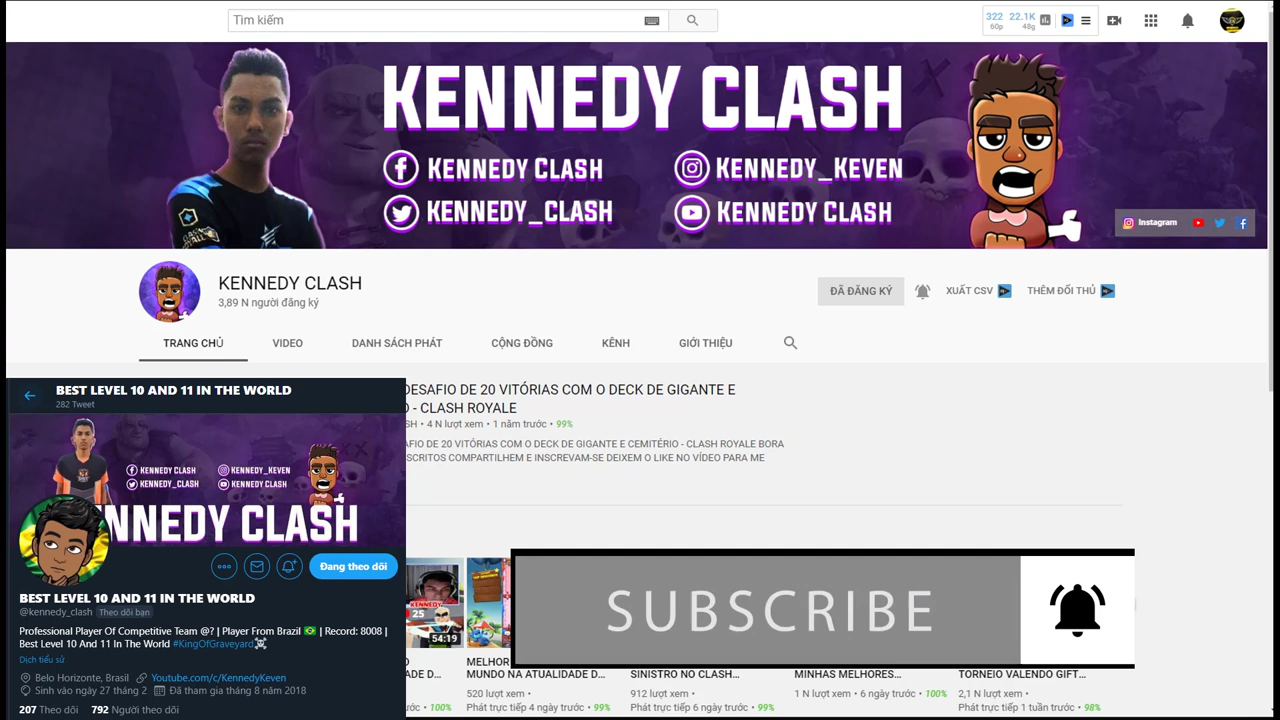 Tìm kiếm
322 22.1K
60p 48g
KENNEDY CLASH
KENNEDY CLASH
KENNEDY_KEVEN
KENNEDY_CLASH
KENNEDY CLASH
Instagram
KENNEDY CLASH
3,89 N người đăng ký
ĐÃ ĐĂNG KÝ
XUẤT CSV
THÊM ĐỐI THỦ
TRANG CHỦ
VIDEO
DANH SÁCH PHÁT
CỘNG ĐỒNG
KÊNH
GIỚI THIỆU
DESAFIO DE 20 VITÓRIAS COM O DECK DE GIGANTE E
- CLASH ROYALE
• 4 N lượt xem • 1 năm trước • 99%
DE 20 VITÓRIAS COM O DECK DE GIGANTE E CEMITÉRIO - CLASH ROYALE BORA
COMPARTILHEM E INSCREVAM-SE DEIXEM O LIKE NO VÍDEO PARA ME
BEST LEVEL 10 AND 11 IN THE WORLD
282 Tweet
KENNEDY CLASH
KENNEDY_KEVEN
KENNEDY_CLASH
KENNEDY CLASH
NNEDY CLASH
Đang theo dõi
BEST LEVEL 10 AND 11 IN THE WORLD
@kennedy_clash Theo dõi bạn
Professional Player Of Competitive Team @? | Player From Brazil 🇧🇷 | Record: 8008 |
Best Level 10 And 11 In The World #KingOfGraveyard☠️
Dịch tiểu sử
Belo Horizonte, Brasil Youtube.com/c/KennedyKeven
Sinh vào ngày 27 tháng 2 Đã tham gia tháng 8 năm 2018
207 Theo dõi 792 Người theo dõi
KENNEDY
25
54:19
SUBSCRIBE
MELHOR
ADE D...
MUNDO NA ATUALIDADE D...
SINISTRO NO CLASH...
MINHAS MELHORES...
TORNEIO VALENDO GIFT...
520 lượt xem •
912 lượt xem •
1 N lượt xem • 6 ngày trước • 100%
2,1 N lượt xem •
trước • 100%
Phát trực tiếp 4 ngày trước • 99%
Phát trực tiếp 6 ngày trước • 99%
Phát trực tiếp 1 tuần trước • 98%